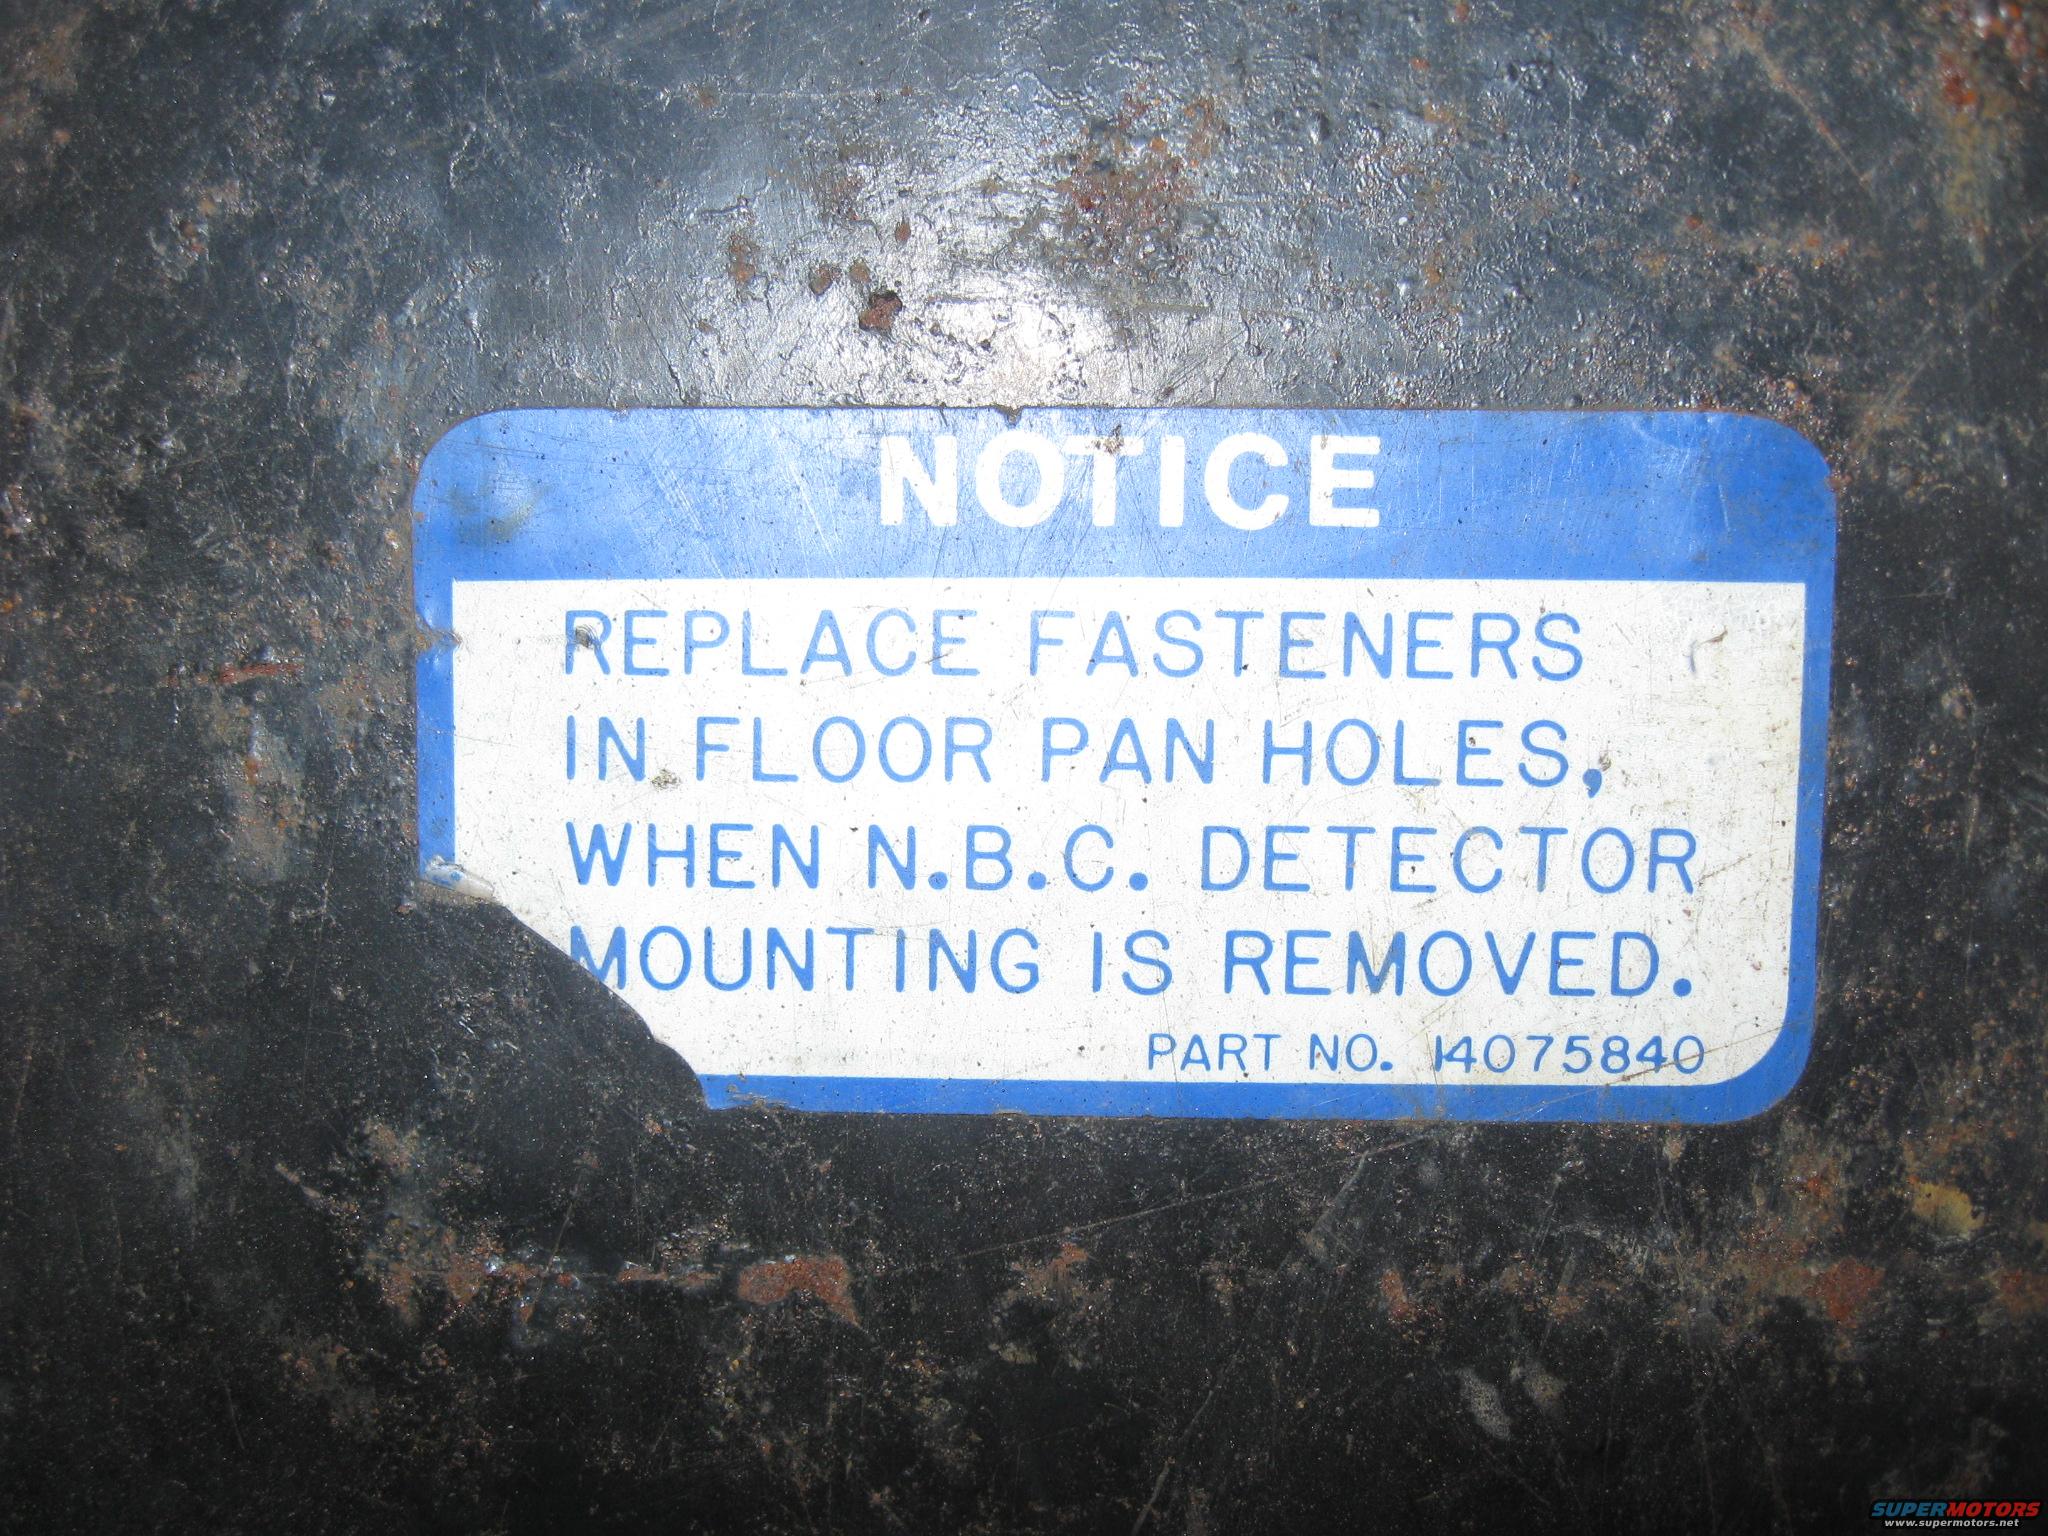 NOTICE
REPLACE FASTENERS
IN FLOOR PAN HOLES,
WHEN N.B.C. DETECTOR
MOUNTING IS REMOVED.
PART NO. 14075840
SUPERMOTORS
www.supermotors.net